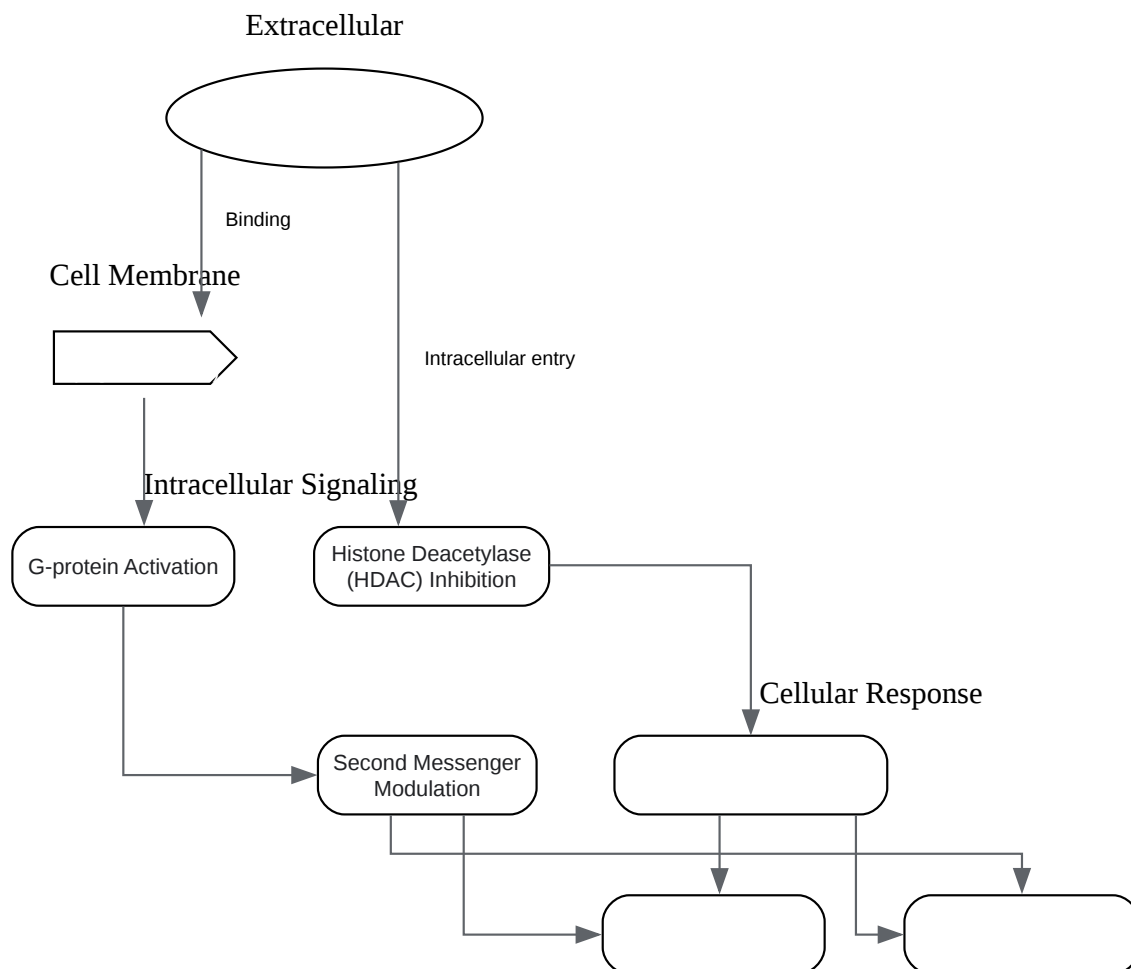 Extracellular
Binding
Cell Membrane
Intracellular entry
Intracellular Signaling
G-protein Activation
Histone Deacetylase
(HDAC) Inhibition
Cellular Response
Second Messenger
Modulation